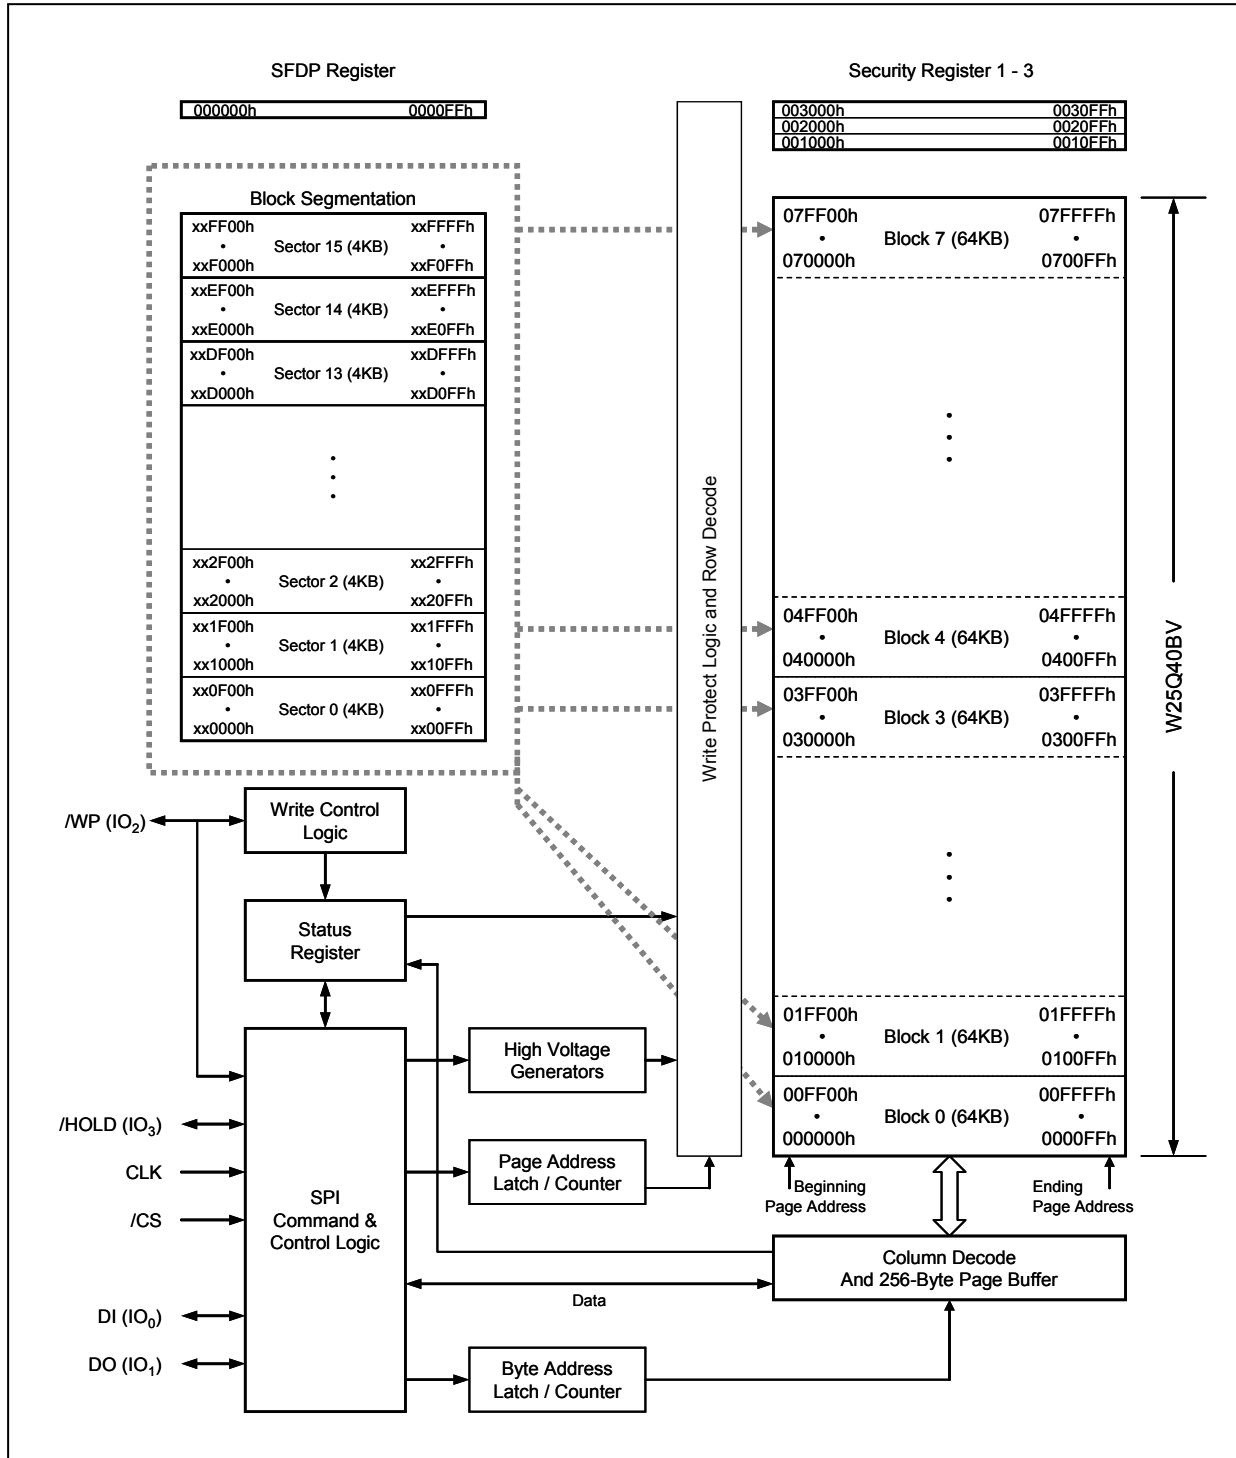 SFDP Register
000000h 0000FFh
Security Register 1 - 3
003000h 0030FFh
002000h 0020FFh
001000h 0010FFh
Block Segmentation
xxFF00h xxFFFFh
• Sector 15 (4KB) •
xxF000h xxF0FFh
xxEF00h xxEFFFh
• Sector 14 (4KB) •
xxE000h xxE0FFh
xxDF00h xxDFFFh
• Sector 13 (4KB) •
xxD000h xxD0FFh
xx2F00h xx2FFFh
• Sector 2 (4KB) •
xx2000h xx20FFh
xx1F00h xx1FFFh
• Sector 1 (4KB) •
xx1000h xx10FFh
xx0F00h xx0FFFh
• Sector 0 (4KB) •
xx0000h xx00FFh
Write Protect Logic and Row Decode
07FF00h 07FFFFh
• Block 7 (64KB) •
070000h 0700FFh
04FF00h 04FFFFh
• Block 4 (64KB) •
040000h 0400FFh
03FF00h 03FFFFh
• Block 3 (64KB) •
030000h 0300FFh
01FF00h 01FFFFh
• Block 1 (64KB) •
010000h 0100FFh
00FF00h 00FFFFh
• Block 0 (64KB) •
000000h 0000FFh
W25Q40BV
Beginning
Page Address
Ending
Page Address
/WP (IO2)
Write Control
Logic
Status
Register
/HOLD (IO3)
CLK
/CS
DI (IO0)
DO (IO1)
SPI
Command &
Control Logic
High Voltage
Generators
Page Address
Latch / Counter
Column Decode
And 256-Byte Page Buffer
Data
Byte Address
Latch / Counter